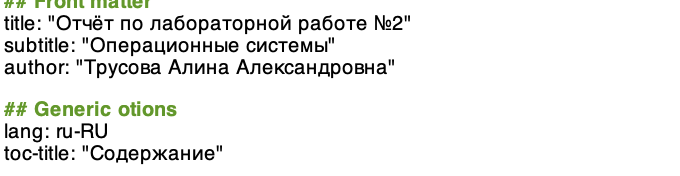 ## Front matter
title: "Отчёт по лабораторной работе №2"
subtitle: "Операционные системы"
author: "Трусова Алина Александровна"
## Generic otions
lang: ru-RU
toc-title: "Содержание"